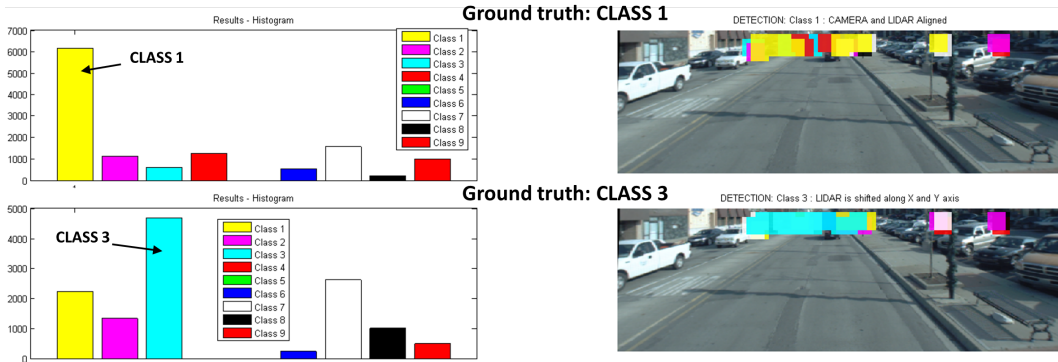 Ground truth: CLASS 1
Results - Histogram
7000
6000
5000
4000
3000
2000
1000
0
CLASS 1
Class 1
Class 2
Class 3
Class 4
Class 5
Class 6
Class 7
Class 8
Class 9
DETECTION: Class 1 : CAMERA and LIDAR Aligned
Ground truth: CLASS 3
Results - Histogram
5000
4000
3000
2000
1000
0
CLASS 3
Class 1
Class 2
Class 3
Class 4
Class 5
Class 6
Class 7
Class 8
Class 9
DETECTION: Class 3 : LIDAR is shifted along X and Y axis